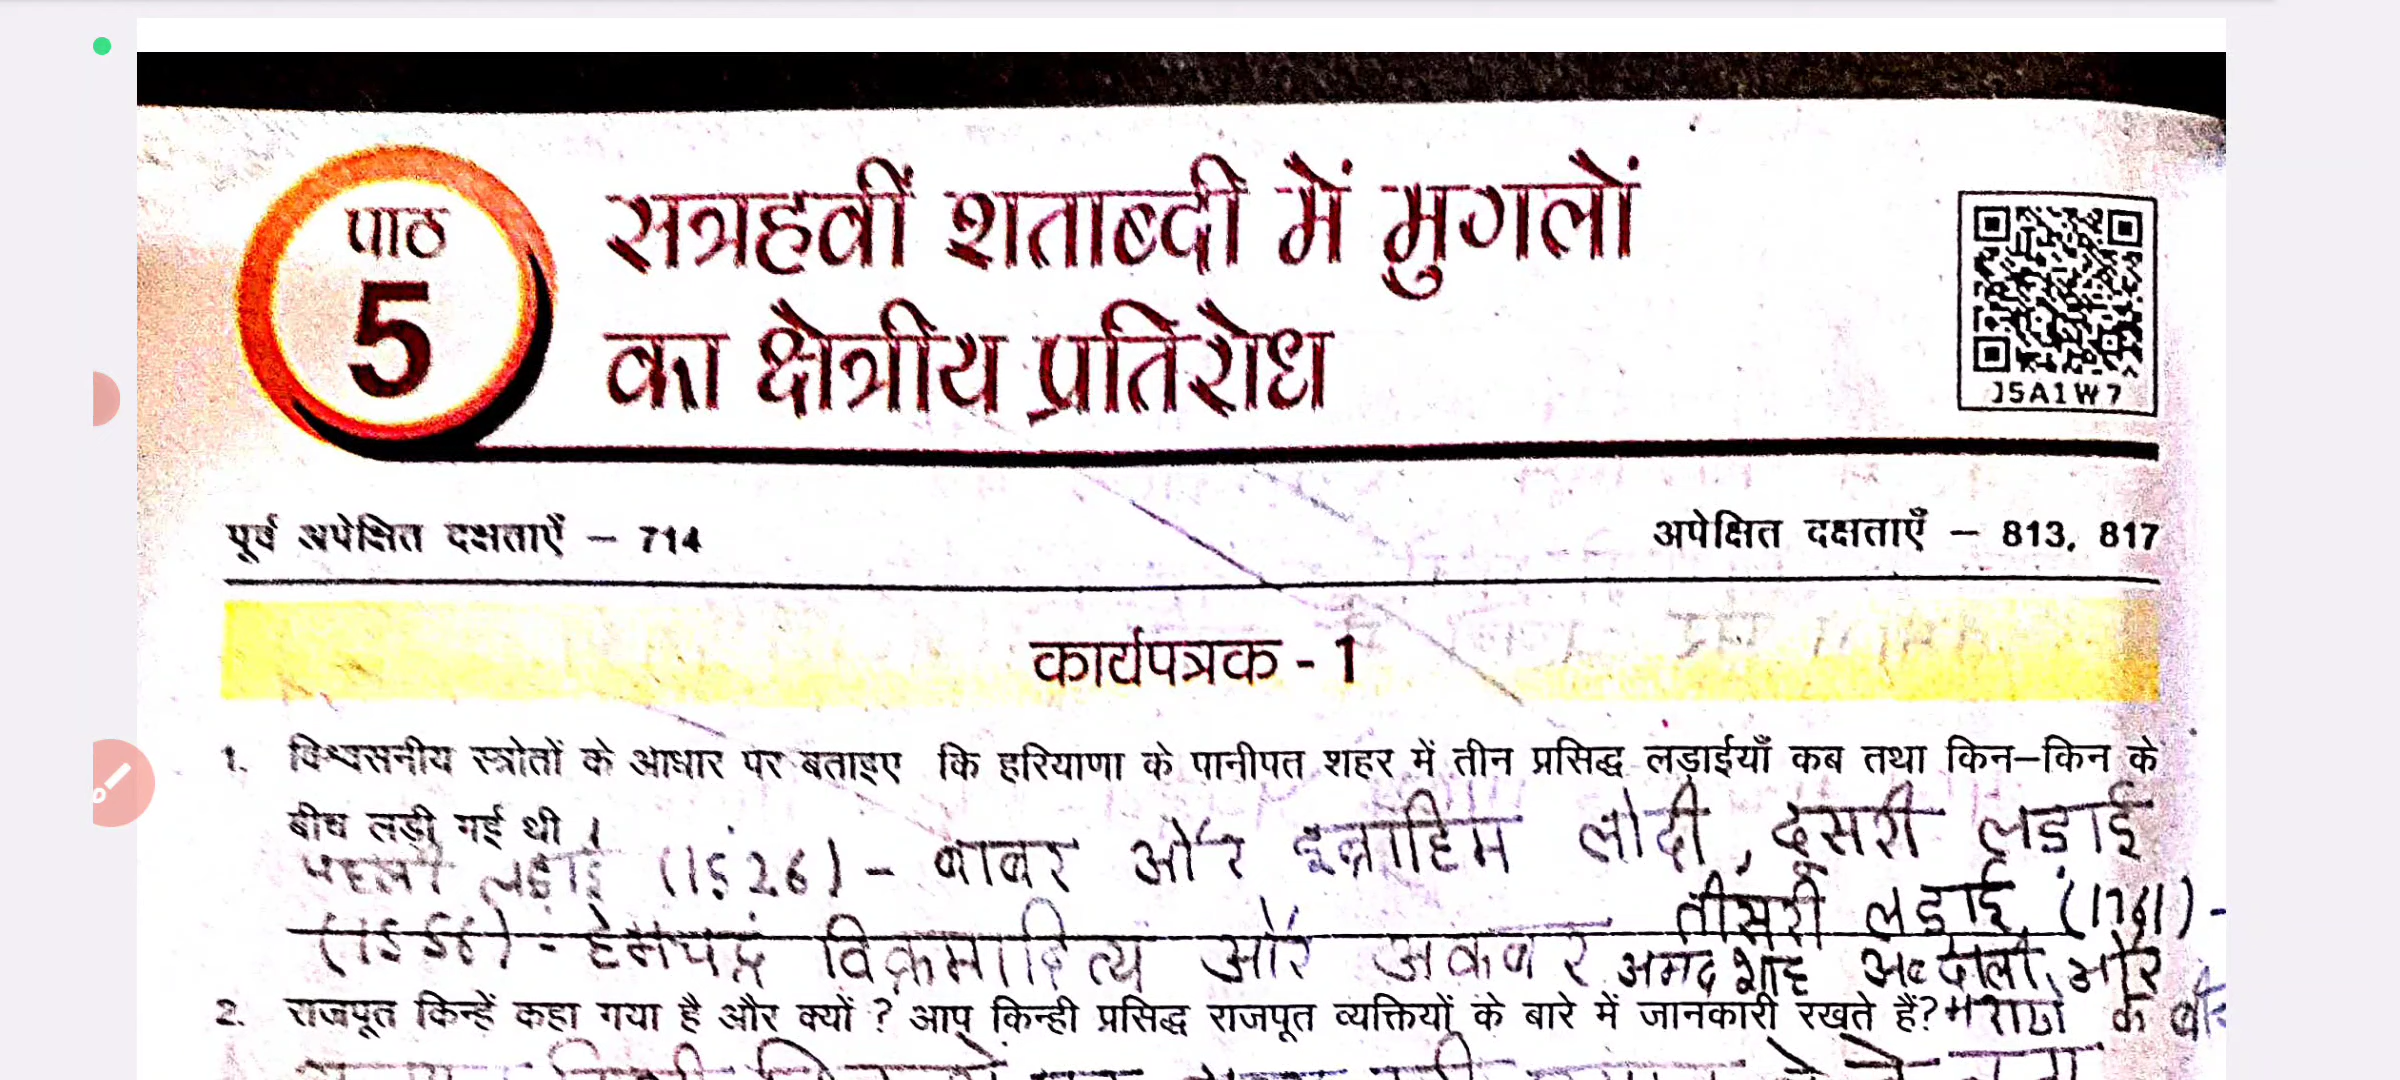 पाठ
5
सत्रहवीं शताब्दी में मुगलों
का क्षेत्रीय प्रतिरोध
J5A1W7
पूर्व अपेक्षित दक्षताएँ – 714
अपेक्षित दक्षताएँ – 813, 817
कार्यपत्रक - 1
1. विश्वसनीय स्त्रोतों के आधार पर बताइए कि हरियाणा के पानीपत शहर में तीन प्रसिद्ध लड़ाईयाँ कब तथा किन–किन के
बीच लड़ी गई थी
पहली लडाई (1526) - बाबर और इब्राहिम लोदी, दूसरी लडाई
(1556) - हेमचंद्र विक्रमादित्य और अकबर
तीसरी लडाई (1761) -
अमद शाह अब्दाली और
मराठों के
2. राजपूत किन्हें कहा गया है और क्यों ? आप किन्ही प्रसिद्ध राजपूत व्यक्तियों के बारे में जानकारी रखते हैं?